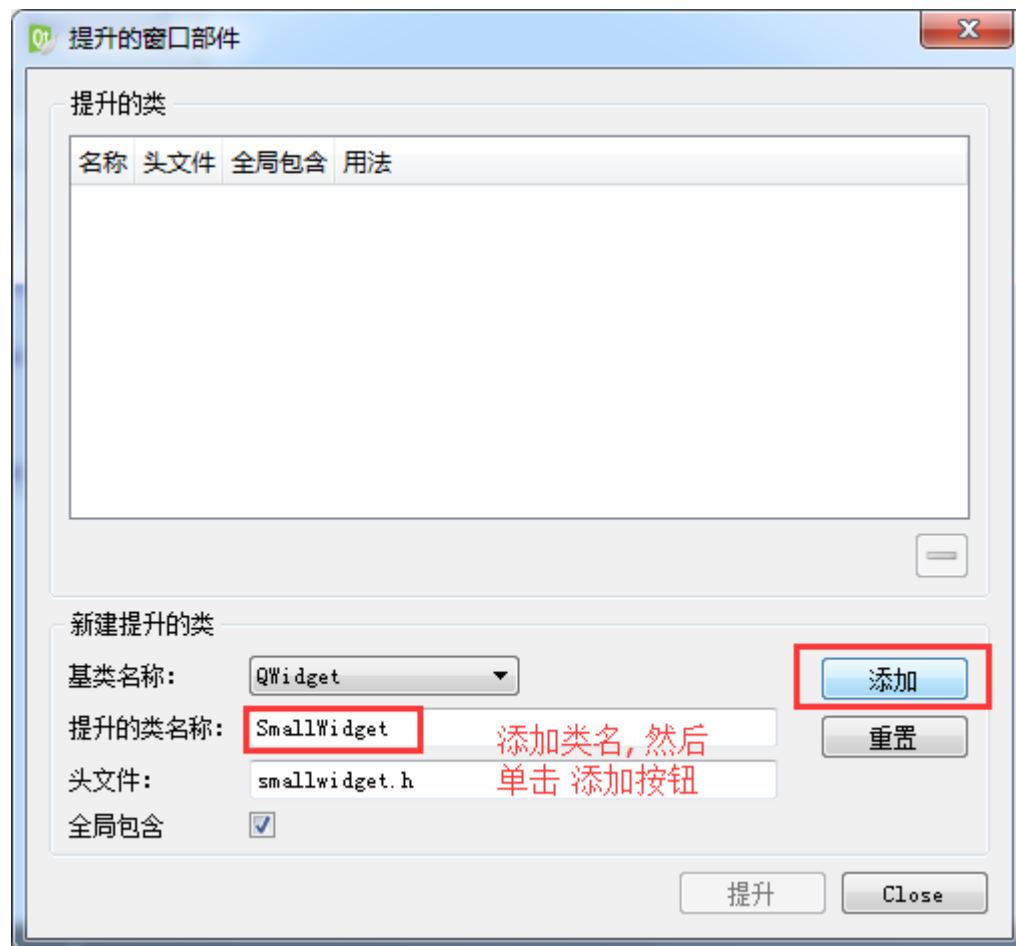 提升的窗口部件
提升的类
名称 头文件 全局包含 用法
新建提升的类
基类名称: QWidget 添加
提升的类名称: SmallWidget 添加类名, 然后 重置
头文件: smallwidget.h 单击 添加按钮
全局包含
提升 Close